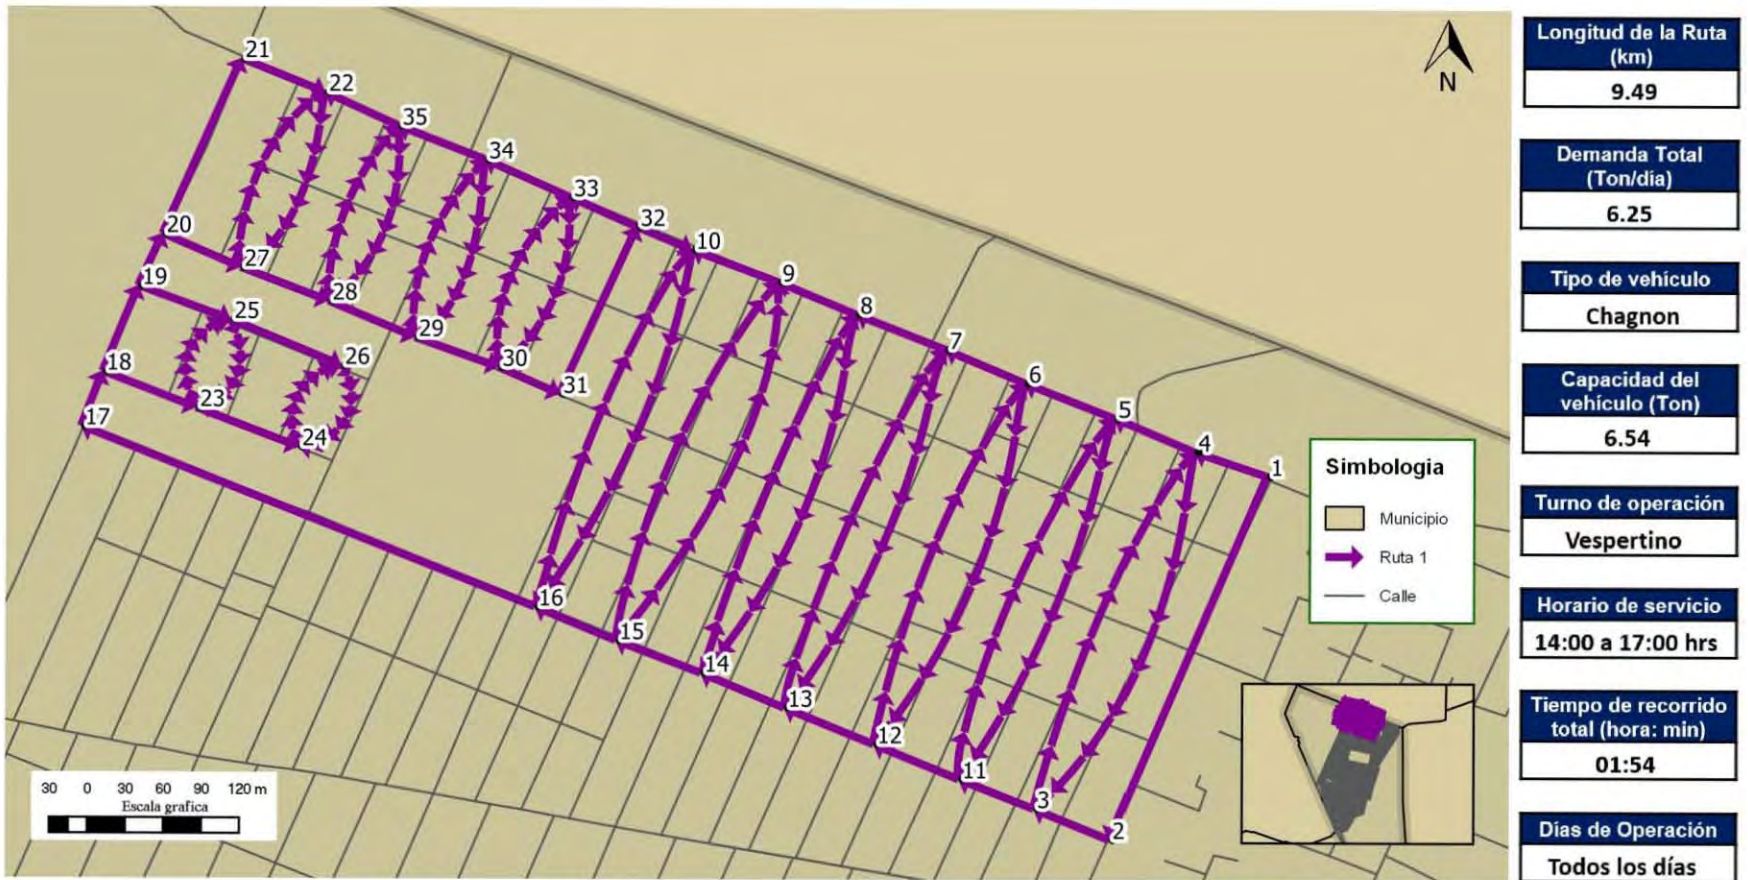 21
22
35
34
33
32
10
9
8
7
6
5
4
1
20
27
28
29
30
31
19
25
26
18
23
24
17
16
15
14
13
12
11
3
2
N
Simbologia
Municipio
Ruta 1
Calle
30 0 30 60 90 120 m
Escala grafica
Longitud de la Ruta
(km)
9.49
Demanda Total
(Ton/día)
6.25
Tipo de vehículo
Chagnon
Capacidad del
vehículo (Ton)
6.54
Turno de operación
Vespertino
Horario de servicio
14:00 a 17:00 hrs
Tiempo de recorrido
total (hora: min)
01:54
Días de Operación
Todos los días